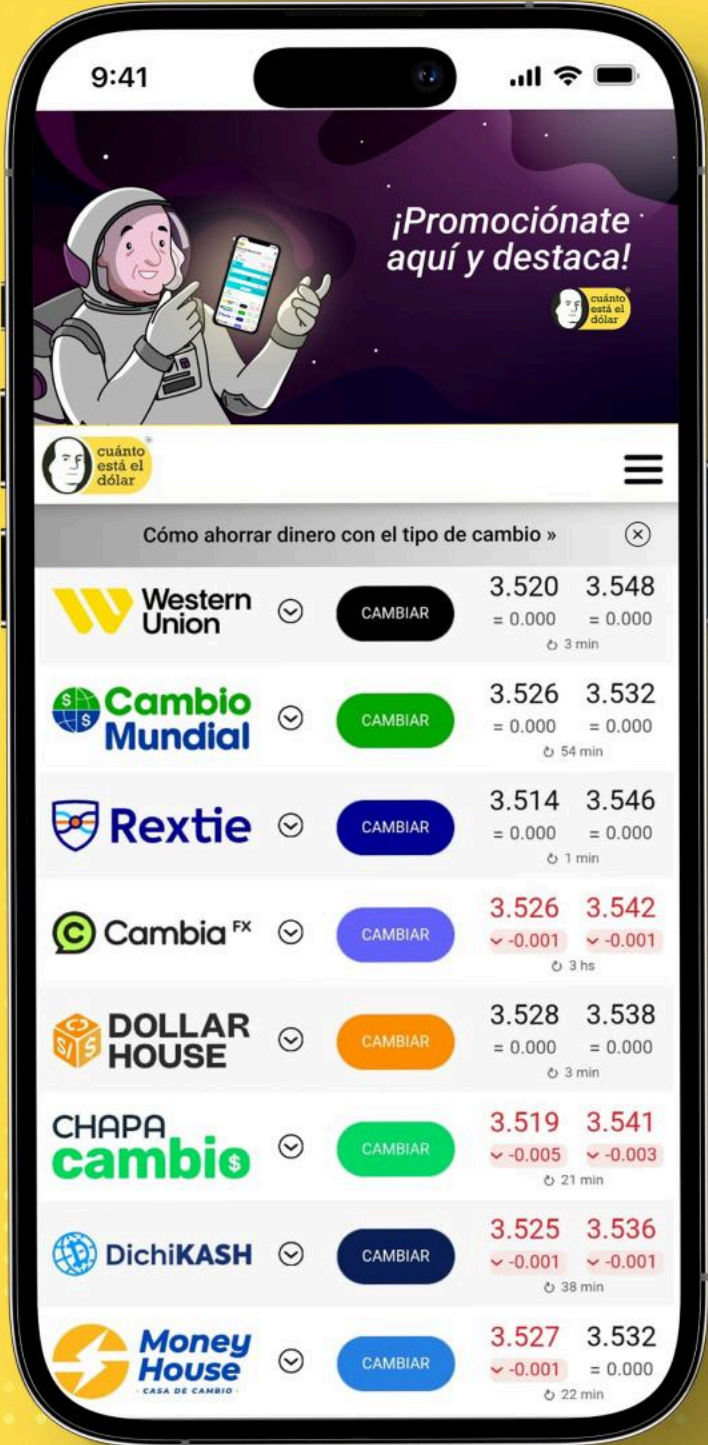 9:41
¡Promociónate
aquí y destaca!
cuánto
está el
dólar
cuánto
está el
dólar
Cómo ahorrar dinero con el tipo de cambio »
Western
Union
CAMBIAR
3.520 3.548
= 0.000 = 0.000
3 min
Cambio
Mundial
CAMBIAR
3.526 3.532
= 0.000 = 0.000
54 min
Rextie
CAMBIAR
3.514 3.546
= 0.000 = 0.000
1 min
Cambia FX
CAMBIAR
3.526 3.542
-0.001 -0.001
3 hs
DOLLAR
HOUSE
CAMBIAR
3.528 3.538
= 0.000 = 0.000
3 min
CHAPA
cambio
CAMBIAR
3.519 3.541
-0.005 -0.003
21 min
DichiKASH
CAMBIAR
3.525 3.536
-0.001 -0.001
38 min
Money
House
- CASA DE CAMBIO -
CAMBIAR
3.527 3.532
-0.001 = 0.000
22 min